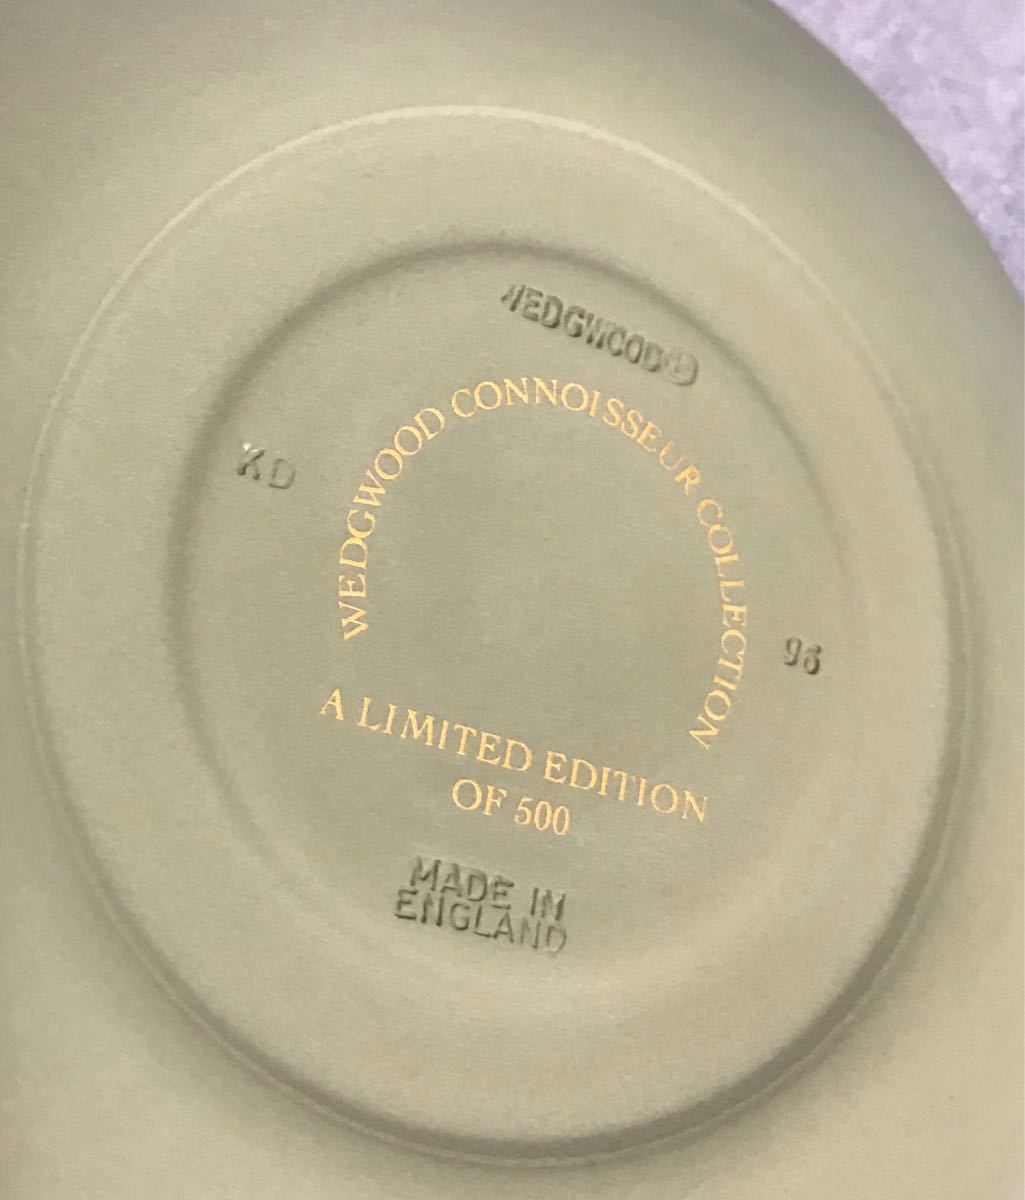 WEDGWOOD®
WEDGWOOD CONNOISSEUR COLLECTION
KD
96
A LIMITED EDITION
OF 500
MADE IN
ENGLAND